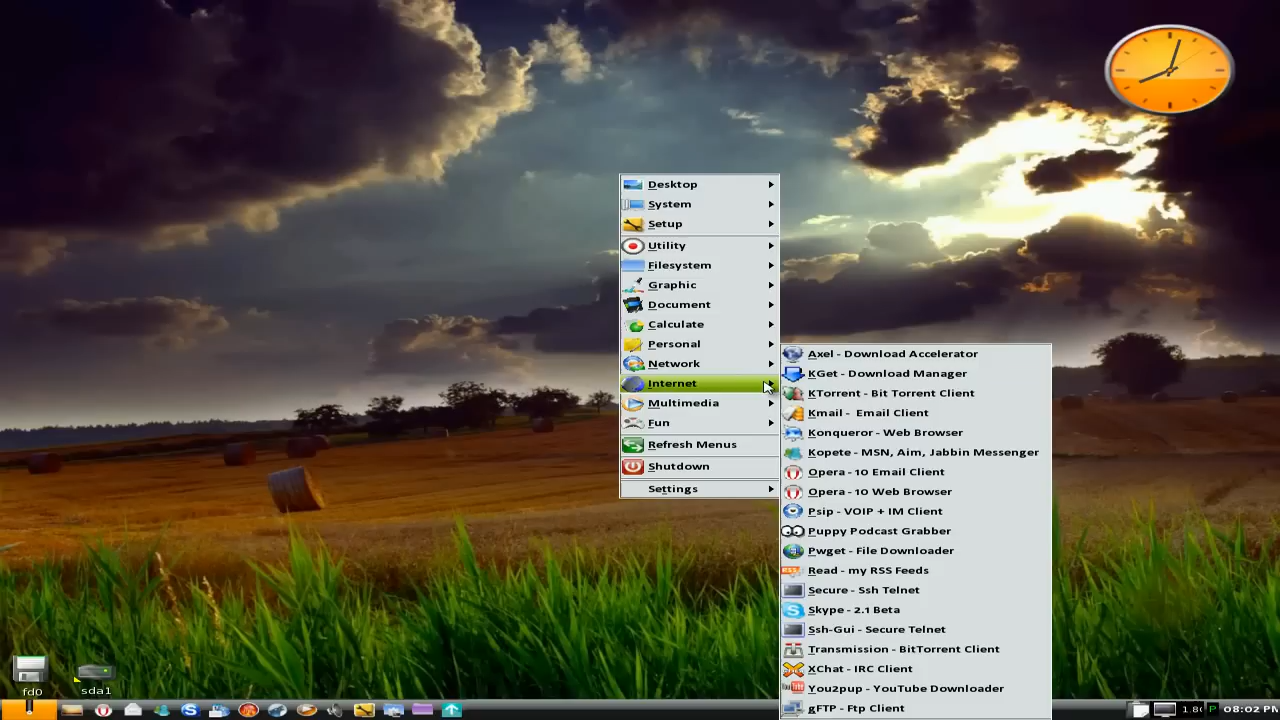 Desktop
System
Setup
Utility
Filesystem
Graphic
Document
Calculate
Personal
Network
Internet
Multimedia
Fun
Refresh Menus
Shutdown
Settings
Axel - Download Accelerator
KGet - Download Manager
KTorrent - Bit Torrent Client
Kmail - Email Client
Konqueror - Web Browser
Kopete - MSN, Aim, Jabbin Messenger
Opera - 10 Email Client
Opera - 10 Web Browser
Psip - VOIP + IM Client
Puppy Podcast Grabber
Pwget - File Downloader
Read - my RSS Feeds
Secure - Ssh Telnet
Skype - 2.1 Beta
Ssh-Gui - Secure Telnet
Transmission - BitTorrent Client
XChat - IRC Client
You2pup - YouTube Downloader
gFTP - Ftp Client
fd0
sda1
08:02 PM